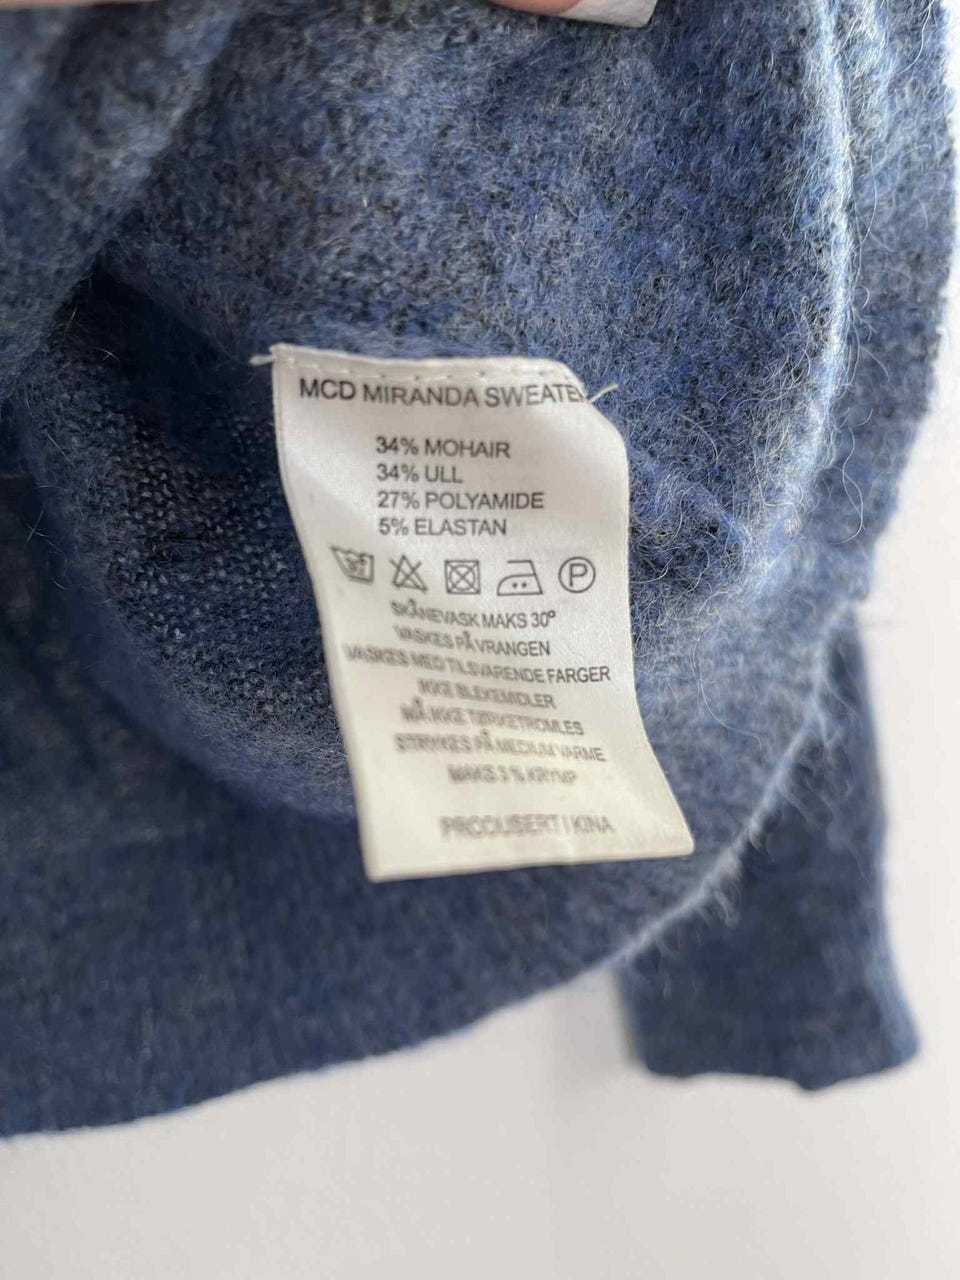 MCD MIRANDA SWEATER
34% MOHAIR
34% ULL
27% POLYAMIDE
5% ELASTAN
P
SKÅNEVASK MAKS 30º
VASKES PÅ VRANGEN
VASKES MED TILSVARENDE FARGER
IKKE BLEKEMIDLER
MÅ IKKE TØRKETROMLES
STRYKES PÅ MEDIUM VARME
MAKS 3 % KRYMP
PRODUSERT I KINA